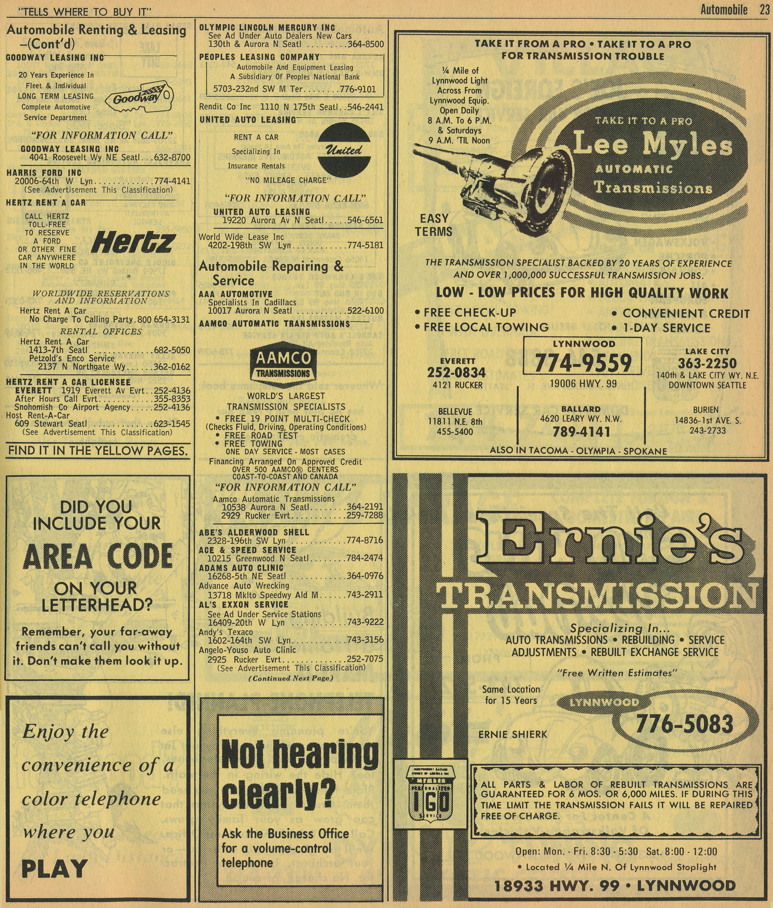 "TELLS WHERE TO BUY IT"
Automobile 23
Automobile Renting & Leasing
—(Cont'd)
GOODWAY LEASING INC
20 Years Experience In
Fleet & Individual
LONG TERM LEASING
Complete Automotive
Service Department
Goodway
"FOR INFORMATION CALL"
GOODWAY LEASING INC
4041 Roosevelt Wy NE Seatl...632-8700
HARRIS FORD INC
20006-64th W Lyn............774-4141
(See Advertisement This Classification)
HERTZ RENT A CAR
CALL HERTZ
TOLL-FREE
TO RESERVE
A FORD
OR OTHER FINE
CAR ANYWHERE
IN THE WORLD
Hertz
WORLDWIDE RESERVATIONS
AND INFORMATION
Hertz Rent A Car
No Charge To Calling Party.800 654-3131
RENTAL OFFICES
Hertz Rent A Car
1413-7th Seatl..............682-5050
Petzold's Enco Service
2137 N Northgate Wy.....362-0162
HERTZ RENT A CAR LICENSEE
EVERETT 1919 Everett Av Evrt..252-4136
After Hours Call Evrt.........355-8353
Snohomish Co Airport Agency....252-4136
Host Rent-A-Car
609 Stewart Seatl.............623-1545
(See Advertisement This Classification)
FIND IT IN THE YELLOW PAGES.
DID YOU
INCLUDE YOUR
AREA CODE
ON YOUR
LETTERHEAD?
Remember, your far-away
friends can't call you without
it. Don't make them look it up.
Enjoy the
convenience of a
color telephone
where you
PLAY
OLYMPIC LINCOLN MERCURY INC
See Ad Under Auto Dealers New Cars
130th & Aurora N Seatl........364-8500
PEOPLES LEASING COMPANY
Automobile And Equipment Leasing
A Subsidiary Of Peoples National Bank
5703-232nd SW M Ter.......776-9101
Rendit Co Inc 1110 N 175th Seatl..546-2441
UNITED AUTO LEASING
RENT A CAR
Specializing In
Insurance Rentals
United
"NO MILEAGE CHARGE"
"FOR INFORMATION CALL"
UNITED AUTO LEASING
19220 Aurora Av N Seatl.....546-6561
World Wide Lease Inc
4202-198th SW Lyn...........774-5181
Automobile Repairing &
Service
AAA AUTOMOTIVE
Specialists In Cadillacs
10017 Aurora N Seatl.........522-6100
AAMCO AUTOMATIC TRANSMISSIONS
AAMCO
TRANSMISSIONS
WORLD'S LARGEST
TRANSMISSION SPECIALISTS
• FREE 19 POINT MULTI-CHECK
(Checks Fluid, Driving, Operating Conditions)
• FREE ROAD TEST
• FREE TOWING
ONE DAY SERVICE - MOST CASES
Financing Arranged On Approved Credit
OVER 500 AAMCO® CENTERS
COAST-TO-COAST AND CANADA
"FOR INFORMATION CALL"
Aamco Automatic Transmissions
10538 Aurora N Seatl........364-2191
2929 Rucker Evrt............259-7288
ABE'S ALDERWOOD SHELL
2328-196th SW Lyn...........774-8716
ACE & SPEED SERVICE
10215 Greenwood N Seatl.......784-2474
ADAMS AUTO CLINIC
16268-5th NE Seatl............364-0976
Advance Auto Wrecking
13718 Mklto Speedwy Ald M......743-2911
AL'S EXXON SERVICE
See Ad Under Service Stations
16409-20th W Lynl............743-9222
Andy's Texaco
1602-164th SW Lyn............743-3156
Angelo-Youso Auto Clinic
2925 Rucker Evrt..............252-7075
(See Advertisement This Classification)
(Continued Next Page)
Not hearing
clearly?
Ask the Business Office
for a volume-control
telephone
TAKE IT FROM A PRO • TAKE IT TO A PRO
FOR TRANSMISSION TROUBLE
¼ Mile of
Lynnwood Light
Across From
Lynnwood Equip.
Open Daily
8 A.M. To 6 P.M.
& Saturdays
9 A.M. 'TIL Noon
TAKE IT TO A PRO
Lee Myles
AUTOMATIC
Transmissions
EASY
TERMS
THE TRANSMISSION SPECIALIST BACKED BY 20 YEARS OF EXPERIENCE
AND OVER 1,000,000 SUCCESSFUL TRANSMISSION JOBS.
LOW - LOW PRICES FOR HIGH QUALITY WORK
• FREE CHECK-UP • CONVENIENT CREDIT
• FREE LOCAL TOWING • 1-DAY SERVICE
LYNNWOOD
774-9559
19006 HWY. 99
EVERETT
252-0834
4121 RUCKER
LAKE CITY
363-2250
140th & LAKE CITY WY. N.E.
DOWNTOWN SEATTLE
BELLEVUE
11811 N.E. 8th
455-5400
BALLARD
4620 LEARY WY. N.W.
789-4141
BURIEN
14836-1st AVE. S.
243-2733
ALSO IN TACOMA - OLYMPIA - SPOKANE
Ernie's
TRANSMISSION
Specializing In...
AUTO TRANSMISSIONS • REBUILDING • SERVICE
ADJUSTMENTS • REBUILT EXCHANGE SERVICE
"Free Written Estimates"
Same Location
for 15 Years
LYNNWOOD
776-5083
ERNIE SHIERK
MEMBER
IGO
SERVICE
ALL PARTS & LABOR OF REBUILT TRANSMISSIONS ARE
GUARANTEED FOR 6 MOS. OR 6,000 MILES. IF DURING THIS
TIME LIMIT THE TRANSMISSION FAILS IT WILL BE REPAIRED
FREE OF CHARGE.
Open: Mon. - Fri. 8:30 - 5:30 Sat. 8:00 - 12:00
• Located ¼ Mile N. Of Lynnwood Stoplight
18933 HWY. 99 • LYNNWOOD